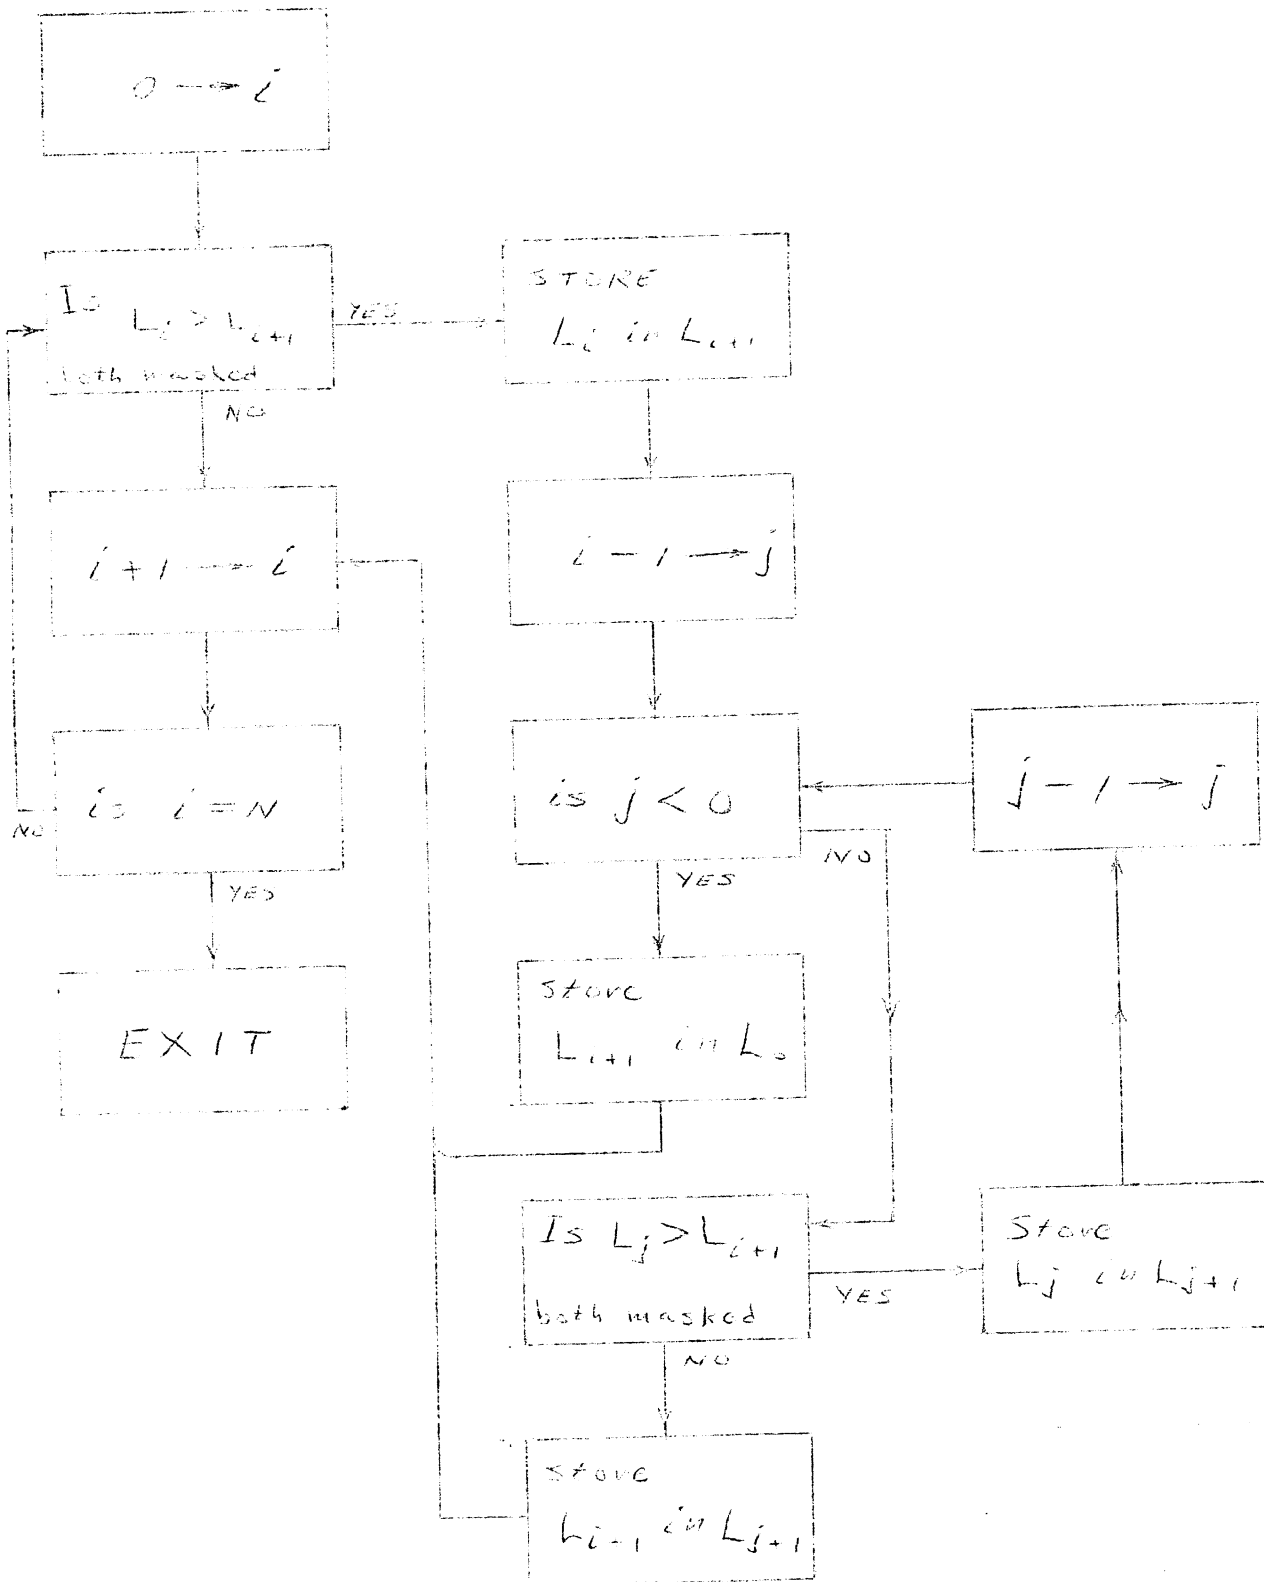 0 → i
Is
Li > Li+1
both masked
YES
NO
STORE
Li in Li+1
i + 1 → i
i - 1 → j
is i = N
NO
YES
EXIT
is j < 0
NO
YES
j - 1 → j
Store
Li+1 in L0
Is Lj > Li+1
both masked
YES
NO
Store
Lj in Lj+1
Store
in Lj+1